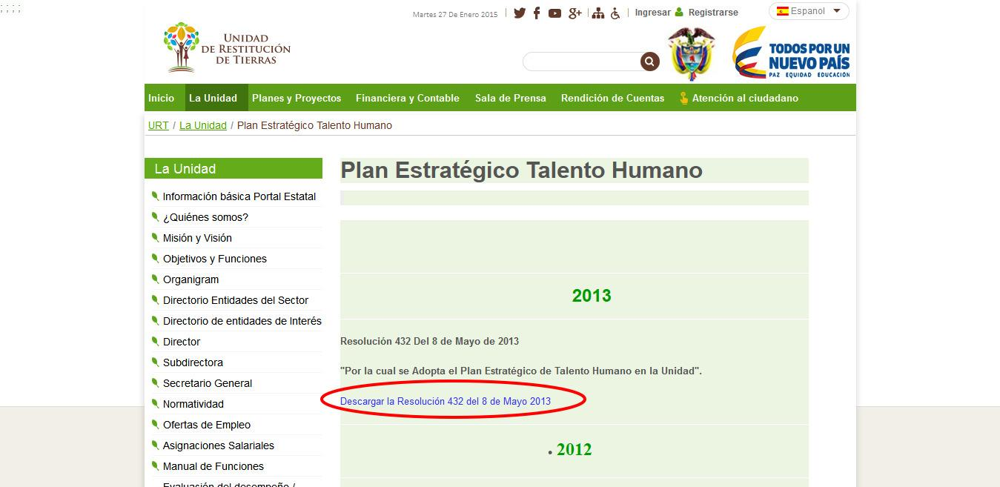 ; ; ; ;
Martes 27 De Enero 2015
Ingresar
Registrarse
Espanol
UNIDAD
DE RESTITUCIÓN
DE TIERRAS
TODOS POR UN
NUEVO PAÍS
PAZ EQUIDAD EDUCACIÓN
Inicio
La Unidad
Planes y Proyectos
Financiera y Contable
Sala de Prensa
Rendición de Cuentas
Atención al ciudadano
URT / La Unidad / Plan Estratégico Talento Humano
La Unidad
Información básica Portal Estatal
¿Quiénes somos?
Misión y Visión
Objetivos y Funciones
Organigram
Directorio Entidades del Sector
Directorio de entidades de Interés
Director
Subdirectora
Secretario General
Normatividad
Ofertas de Empleo
Asignaciones Salariales
Manual de Funciones
Evaluación del desempeño /
Plan Estratégico Talento Humano
2013
Resolución 432 Del 8 de Mayo de 2013
"Por la cual se Adopta el Plan Estratégico de Talento Humano en la Unidad".
Descargar la Resolución 432 del 8 de Mayo 2013
• 2012